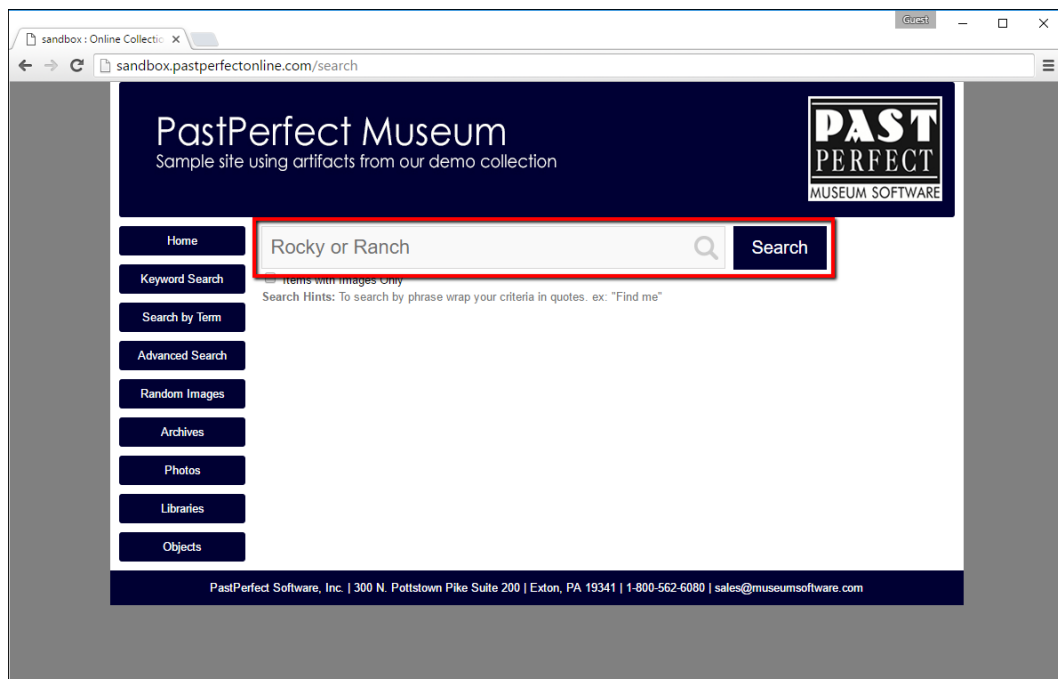 Guest
sandbox : Online Collectio
sandbox.pastperfectonline.com/search
PastPerfect Museum
Sample site using artifacts from our demo collection
PAST
PERFECT
MUSEUM SOFTWARE
Home
Rocky or Ranch
Search
Keyword Search
Items with Images Only
Search Hints: To search by phrase wrap your criteria in quotes. ex: "Find me"
Search by Term
Advanced Search
Random Images
Archives
Photos
Libraries
Objects
PastPerfect Software, Inc. | 300 N. Pottstown Pike Suite 200 | Exton, PA 19341 | 1-800-562-6080 | sales@museumsoftware.com